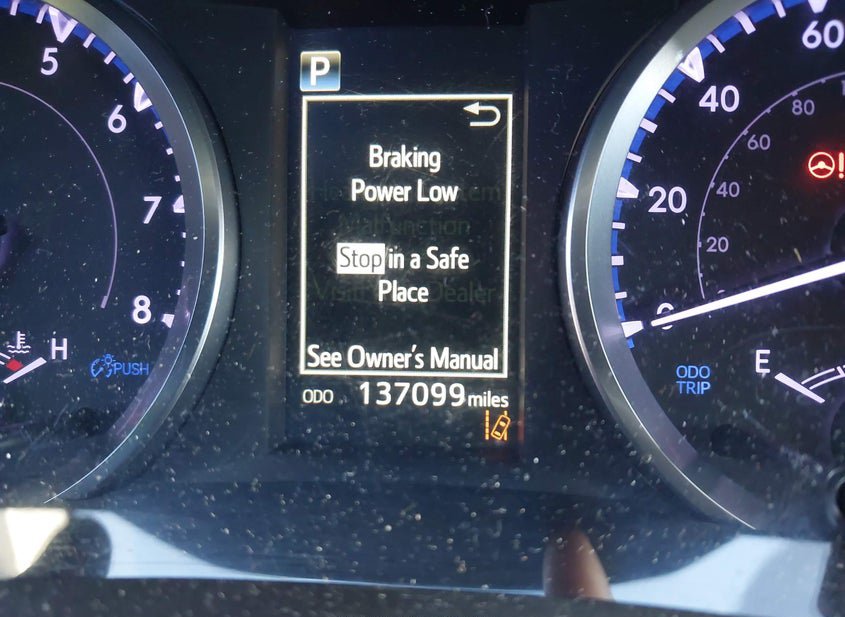 5
6
7
8
H
PUSH
P
Braking
Power Low
Stop in a Safe
Place
See Owner's Manual
ODO 137099 miles
60
40
20
0
80
60
40
20
ODO
TRIP
E